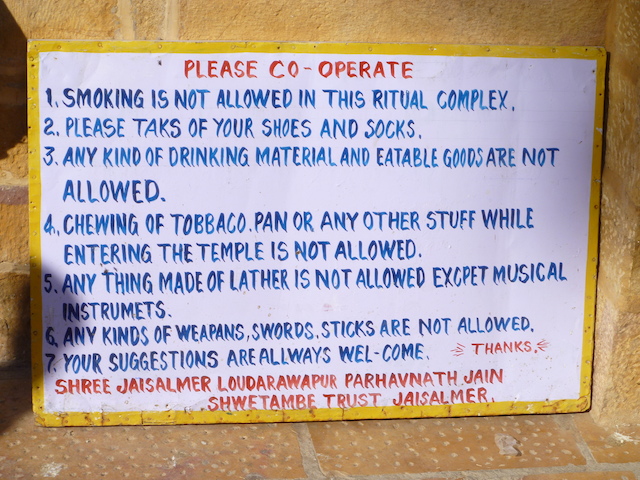 PLEASE CO-OPERATE
1. SMOKING IS NOT ALLOWED IN THIS RITUAL COMPLEX.
2. PLEASE TAKS OF YOUR SHOES AND SOCKS.
3. ANY KIND OF DRINKING MATERIAL AND EATABLE GOODS ARE NOT
ALLOWED.
4. CHEWING OF TOBBACO. PAN OR ANY OTHER STUFF WHILE
ENTERING THE TEMPLE IS NOT ALLOWED.
5. ANY THING MADE OF LATHER IS NOT ALLOWED EXCPET MUSICAL
INSTRUMETS.
6. ANY KINDS OF WEAPANS, SWORDS. STICKS ARE NOT ALLOWED.
7. YOUR SUGGESTIONS ARE ALLWAYS WEL-COME. THANKS.
SHREE JAISALMER LOUDARAWAPUR PARHAVNATH JAIN
SHWETAMBE TRUST JAISALMER.